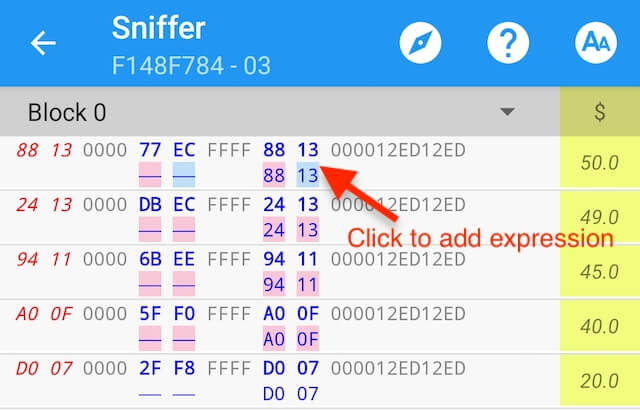 Sniffer
F148F784 - 03
AA
Block 0 $
88 13 0000 77 EC FFFF 88 13 000012ED12ED 50.0
— — 88 13
24 13 0000 DB EC FFFF 24 13 000012ED12ED 49.0
— — 24 13
Click to add expression
94 11 0000 6B EE FFFF 94 11 000012ED12ED 45.0
— — 94 11
A0 0F 0000 5F F0 FFFF A0 0F 000012ED12ED 40.0
— — A0 0F
D0 07 0000 2F F8 FFFF D0 07 000012ED12ED 20.0
— — D0 07